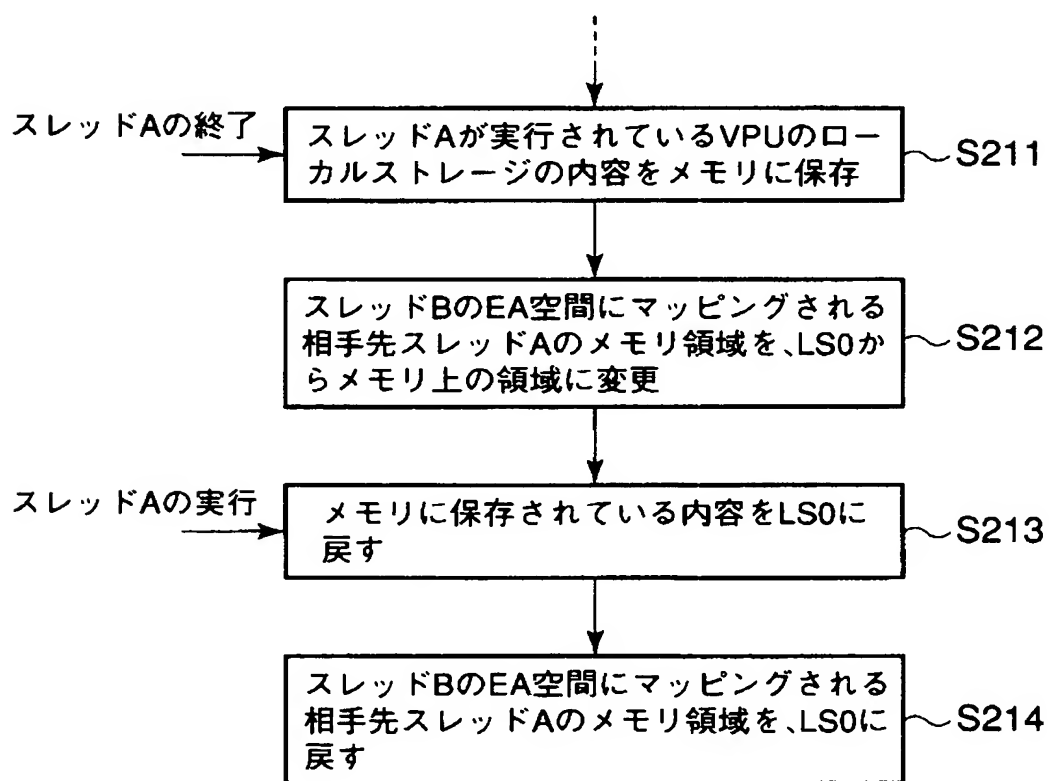 スレッドAの終了
スレッドAが実行されているVPUのロー
カルストレージの内容をメモリに保存
S211
スレッドBのEA空間にマッピングされる
相手先スレッドAのメモリ領域を、LS0か
らメモリ上の領域に変更
S212
スレッドAの実行
メモリに保存されている内容をLS0に
戻す
S213
スレッドBのEA空間にマッピングされる
相手先スレッドAのメモリ領域を、LS0に
戻す
S214